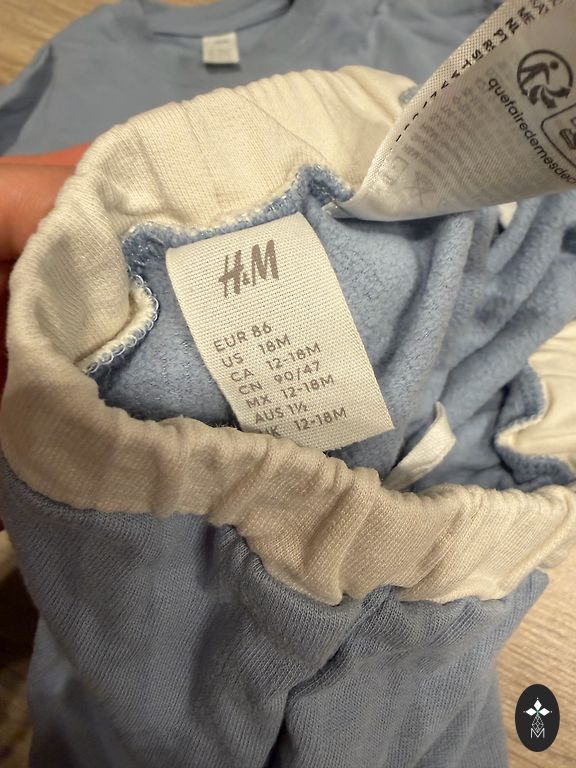 H&M
EUR 86
US 18M
CA 12-18M
CN 90/47
MX 12-18M
AUS 1½
12-18M
quefairedemesdec